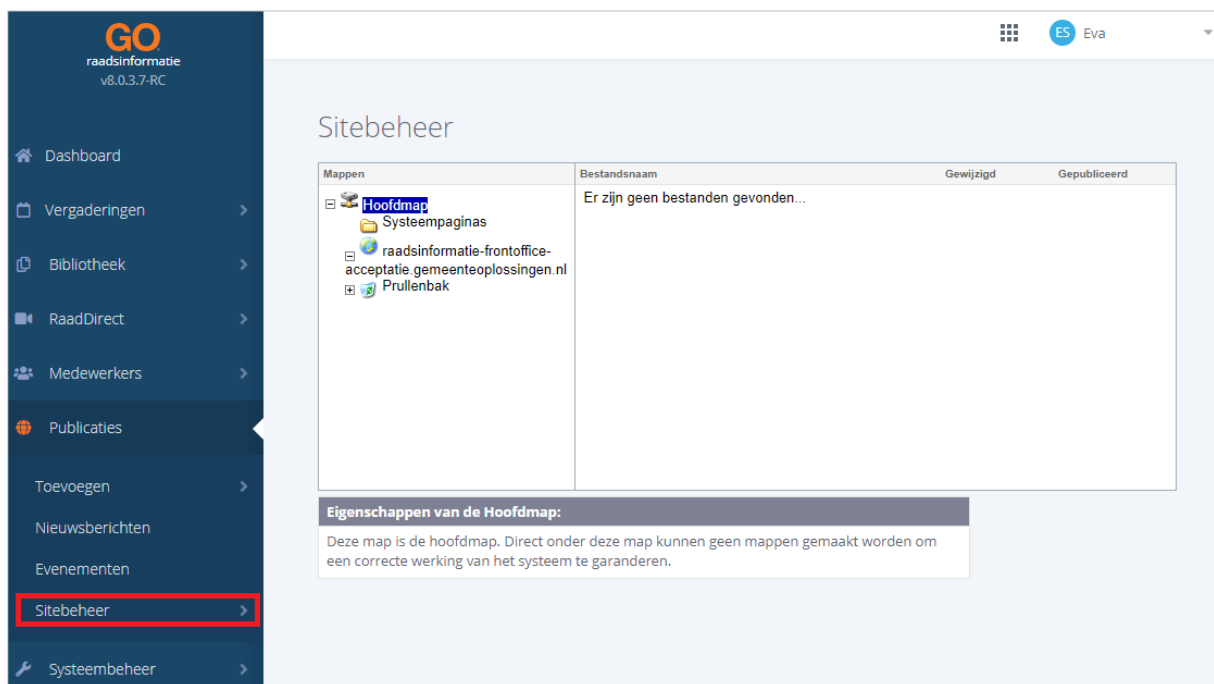 GO
raadsinformatie
v8.0.3.7-RC
ES Eva
Dashboard
Vergaderingen
Bibliotheek
RaadDirect
Medewerkers
Publicaties
Toevoegen
Nieuwsberichten
Evenementen
Sitebeheer
Systeembeheer
Sitebeheer
Mappen Bestandsnaam Gewijzigd Gepubliceerd
Hoofdmap
Systeempaginas
raadsinformatie-frontoffice-
acceptatie.gemeenteoplossingen.nl
Prullenbak
Er zijn geen bestanden gevonden...
Eigenschappen van de Hoofdmap:
Deze map is de hoofdmap. Direct onder deze map kunnen geen mappen gemaakt worden om
een correcte werking van het systeem te garanderen.